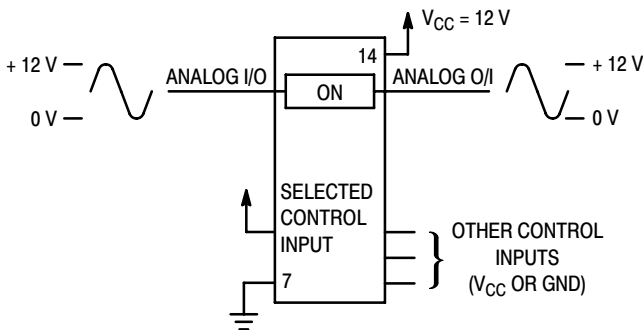 V_CC = 12 V
14
+ 12 V
0 V
ANALOG I/O
ON
ANALOG O/I
+ 12 V
0 V
SELECTED
CONTROL
INPUT
7
OTHER CONTROL
INPUTS
(V_CC OR GND)